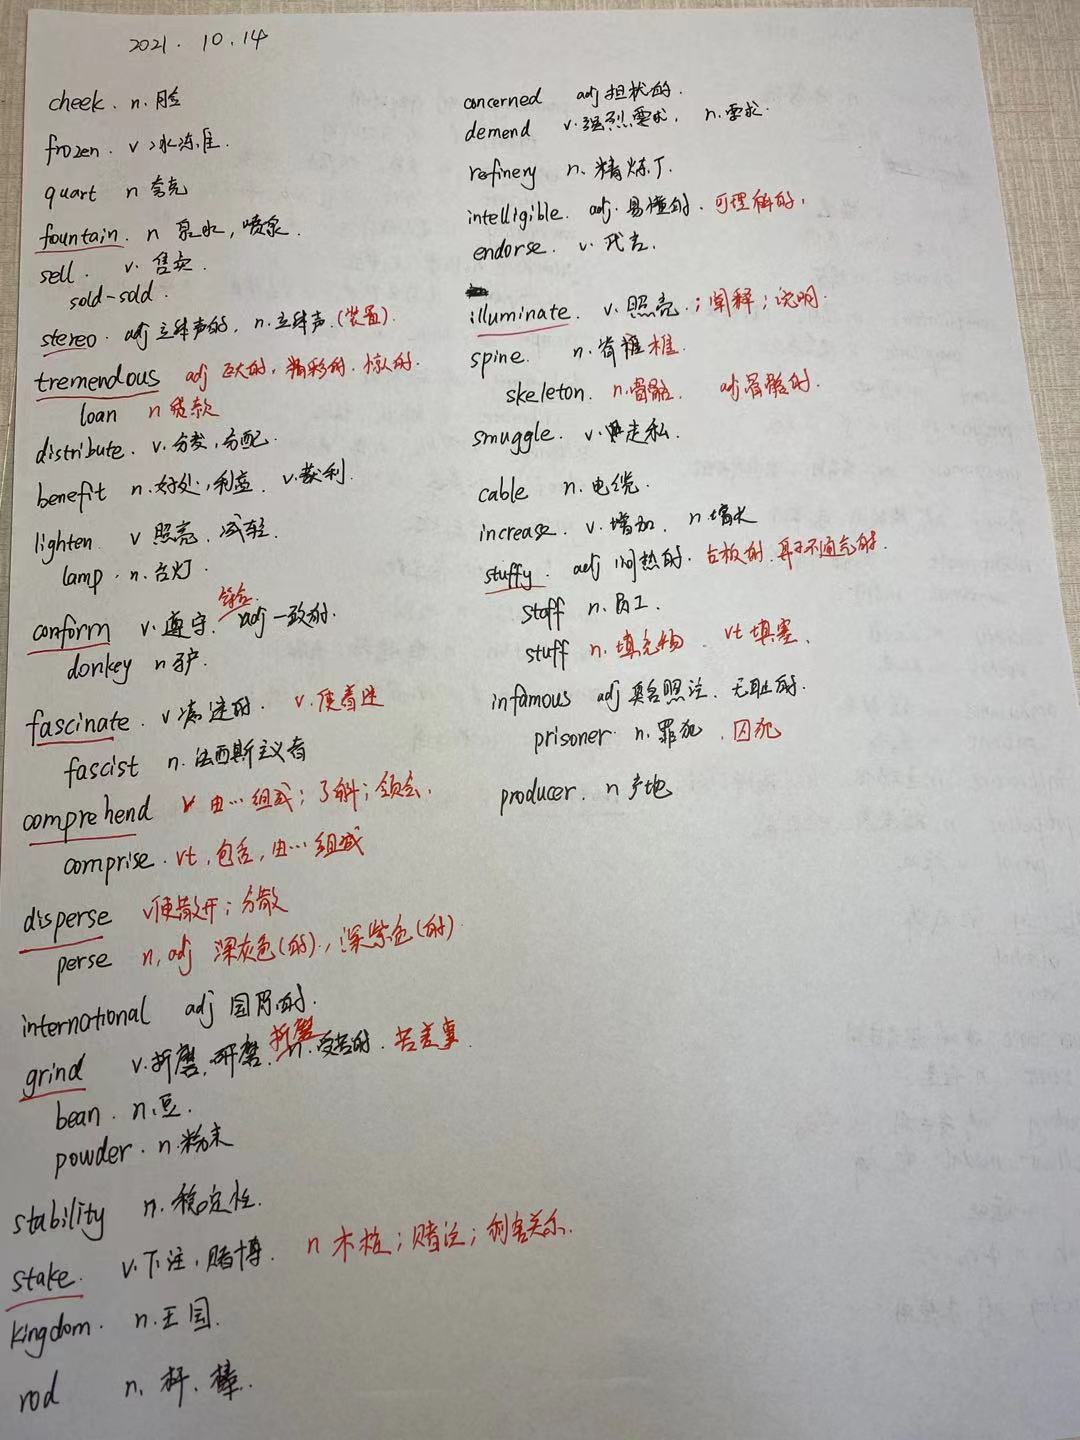 2021.10.14
cheek. n. 脸
frozen. v 冰冻住.
quart n 夸克
fountain. n 泉水, 喷泉.
sell. v. 售卖.
sold-sold.
stereo. adj 立体声的, n. 立体声. (装置).
tremendous adj 巨大的, 精彩的. 惊人的.
loan n 贷款
distribute. v. 分发, 分配.
benefit n. 好处, 利益. v. 获利.
lighten v 照亮. 减轻.
lamp. n. 台灯.
符合.
conform v. 遵守. adj 一致的.
donkey n 驴.
fascinate. v 着迷的. v. 使着迷
fascist n. 法西斯主义者
comprehend v 由…组成; 了解; 领会.
comprise. vt, 包含, 由…组成
disperse v使散开; 分散
perse n, adj 深灰色(的), 深紫色(的).
international adj 国际的.
折磨
grind v. 折磨, 研磨. n. 受苦的. 苦差事.
bean. n. 豆.
powder. n. 粉末
stability n. 稳定性.
stake. v. 下注, 赌博. n 木桩; 赌注; 利害关系.
kingdom. n. 王国.
rod n. 杆. 棒.
concerned adj 担忧的.
demend v. 强烈要求, n. 要求.
refinery n. 精炼厂.
intelligible. adj. 易懂的. 可理解的,
endorse. v. 代言.
illuminate. v. 照亮. ; 阐释; 说明.
spine. n. 脊椎 椎.
skeleton. n. 骨骼. adj 骨骼的.
smuggle. v. 走私.
cable n. 电缆.
increase. v. 增加. n 增长
stuffy. adj 闷热的. 古板的. 鼻子不通气的.
staff n. 员工.
stuff n. 填充物. vt 填塞.
infamous adj 臭名昭注. 无耻的.
prisoner n. 罪犯. 囚犯
producer. n 产地